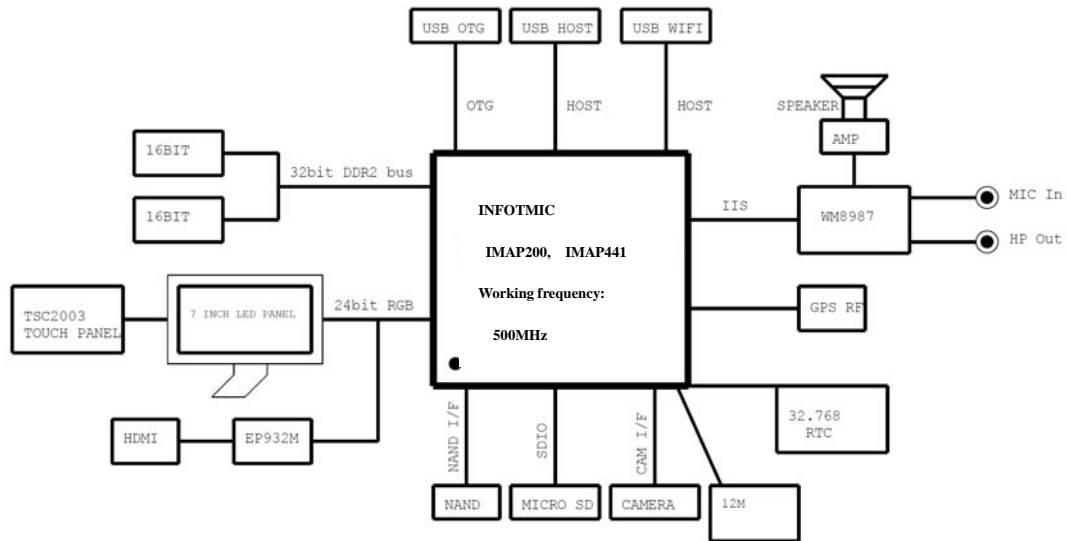 USB OTG
USB HOST
USB WIFI
OTG
HOST
HOST
SPEAKER
AMP
16BIT
16BIT
32bit DDR2 bus
INFOTMIC
IMAP200, IMAP441
Working frequency:
500MHz
IIS
WM8987
MIC In
HP Out
TSC2003
TOUCH PANEL
7 INCH LED PANEL
24bit RGB
GPS RF
HDMI
EP932M
NAND I/F
SDIO
CAM I/F
32.768
RTC
NAND
MICRO SD
CAMERA
12M